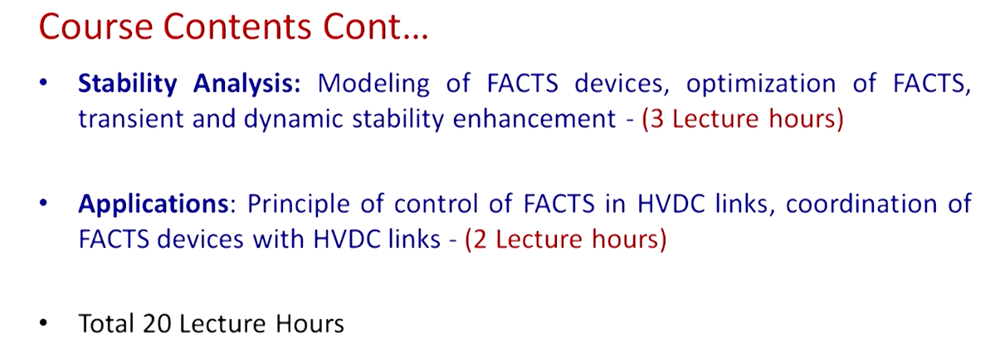 Course Contents Cont...
• Stability Analysis: Modeling of FACTS devices, optimization of FACTS,
transient and dynamic stability enhancement - (3 Lecture hours)
• Applications: Principle of control of FACTS in HVDC links, coordination of
FACTS devices with HVDC links - (2 Lecture hours)
• Total 20 Lecture Hours